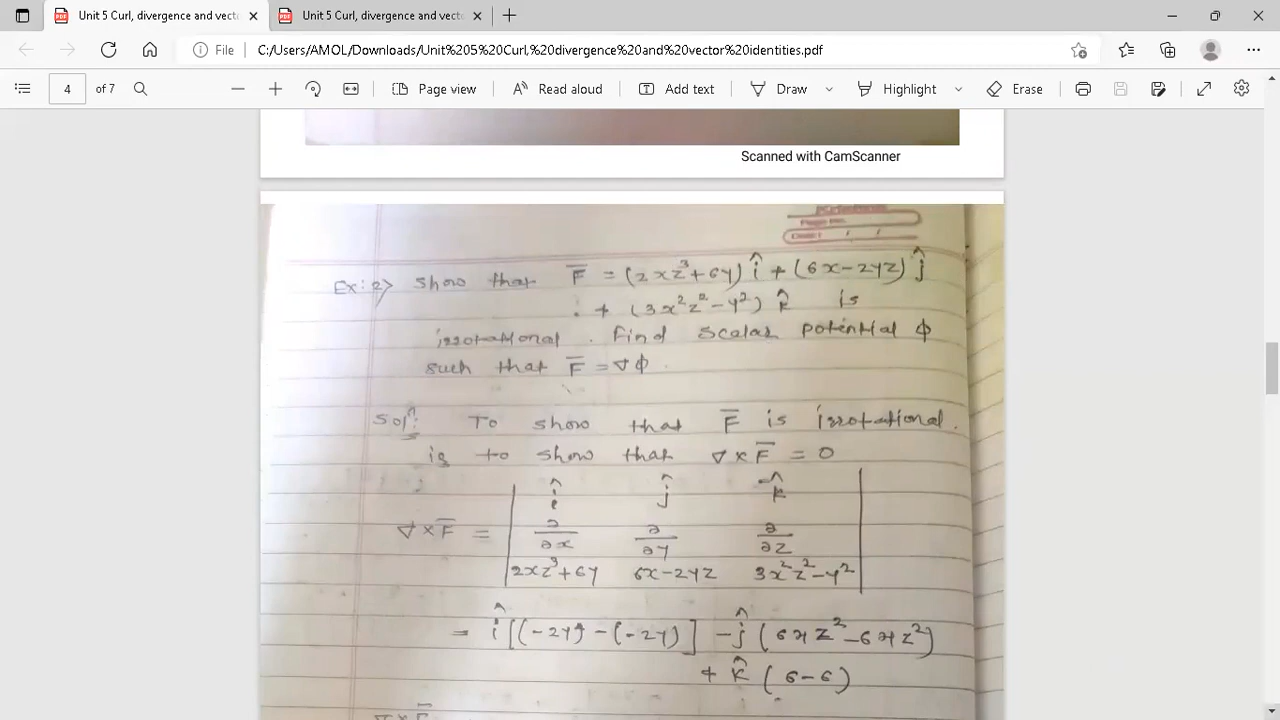 Unit 5 Curl, divergence and vecto
Unit 5 Curl, divergence and vecto
File C:/Users/AMOL/Downloads/Unit%205%20Curl,%20divergence%20and%20vector%20identities.pdf
4 of 7 Page view Read aloud Add text Draw Highlight Erase
Scanned with CamScanner
Ex: 2> show that F̅ = (2xz³+6y) î + (6x-2yz) ĵ
+ (3x²z²-y²) k̂ is
irrotational. find scalar potential ϕ
such that F̅ = ∇ϕ.
Solⁿ: To show that F̅ is irrotational.
is to show that ∇×F̅ = 0
î ĵ k̂
∇×F̅ = | ∂/∂x ∂/∂y ∂/∂z |
2xz³+6y 6x-2yz 3x²z²-y²
= î [(-2y) - (-2y)] - ĵ (6xz²-6xz²)
+ k̂ (6-6)
∇×F̅